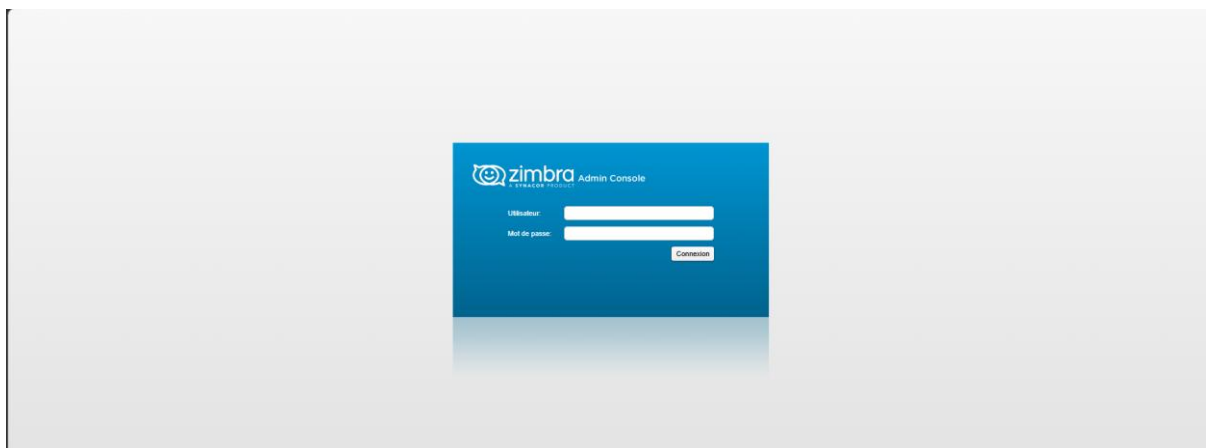 zimbra Admin Console
A SYNACOR PRODUCT
Utilisateur:
Mot de passe:
Connexion